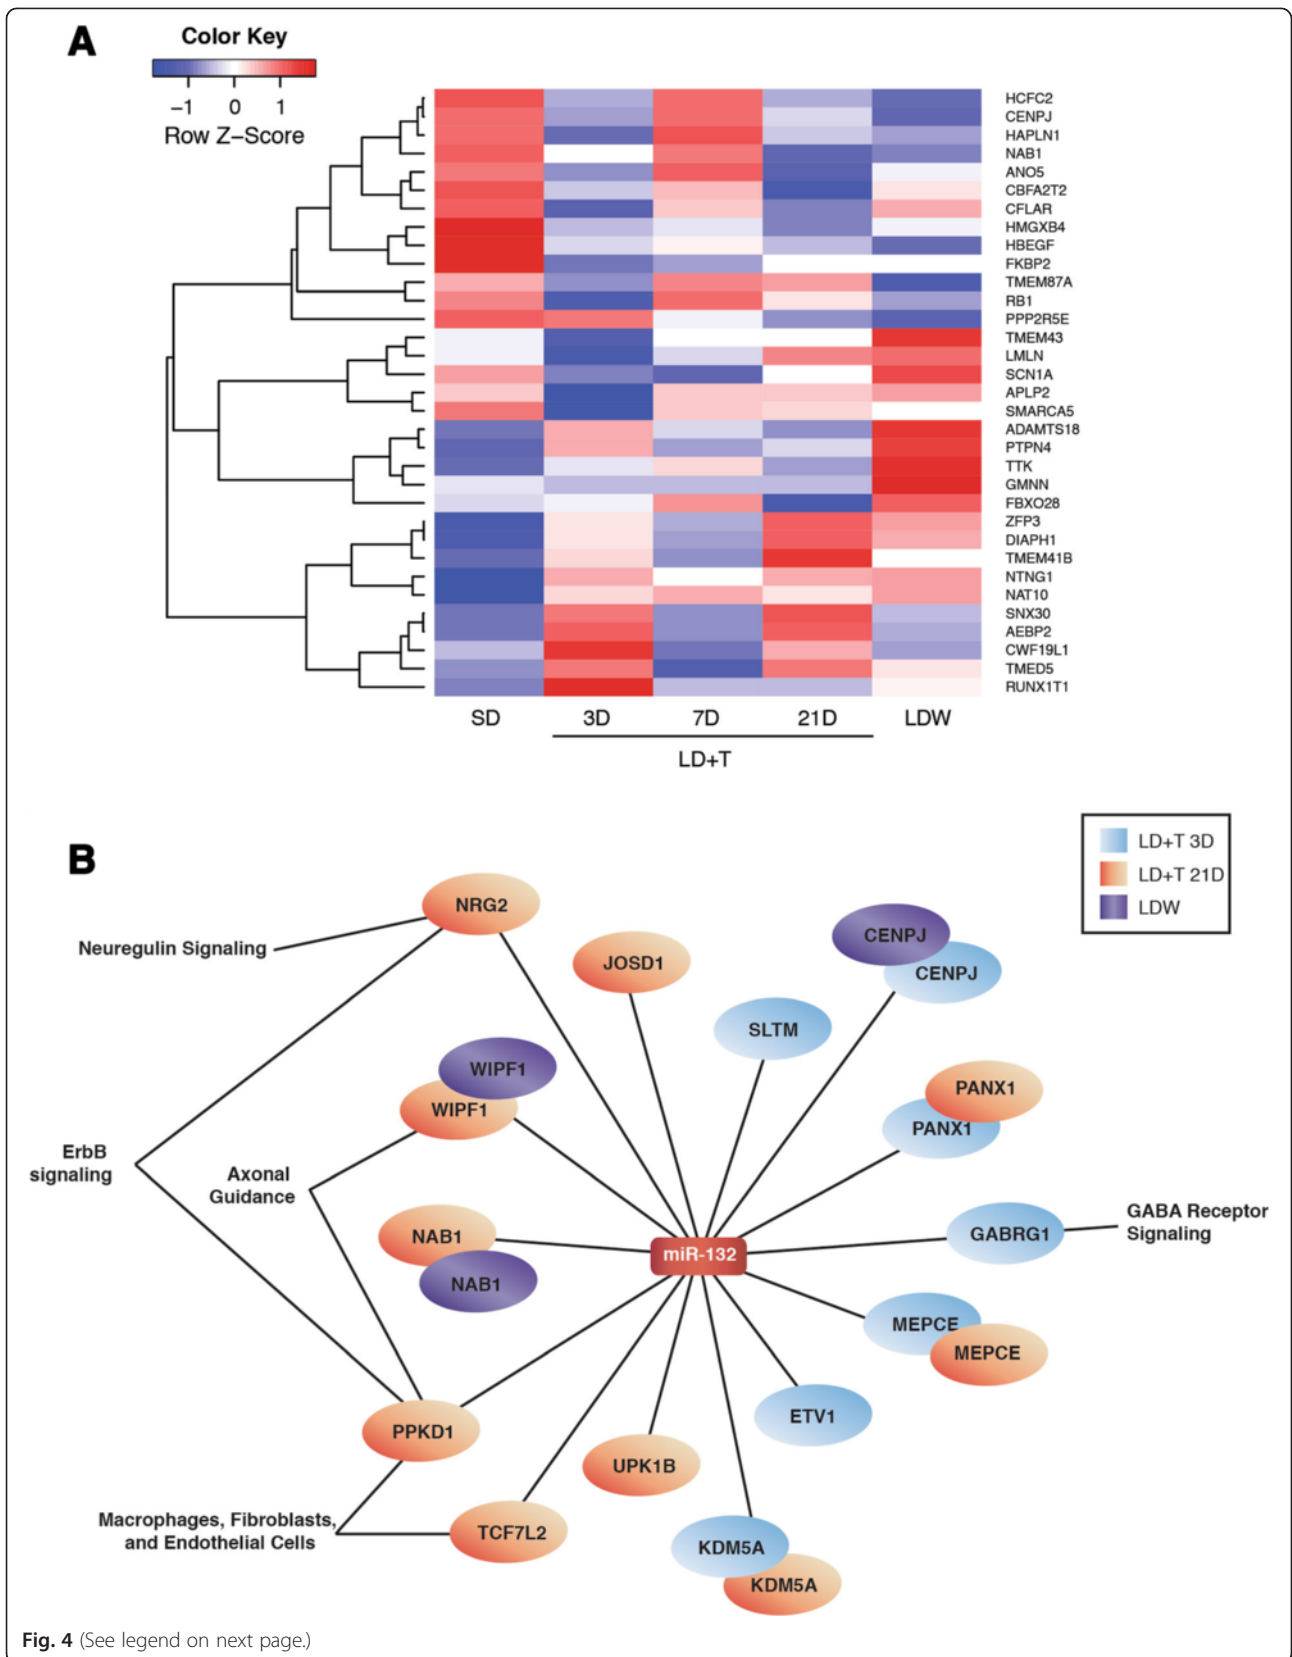 A
Color Key
−1 0 1
Row Z−Score
HCFC2
CENPJ
HAPLN1
NAB1
ANO5
CBFA2T2
CFLAR
HMGXB4
HBEGF
FKBP2
TMEM87A
RB1
PPP2R5E
TMEM43
LMLN
SCN1A
APLP2
SMARCA5
ADAMTS18
PTPN4
TTK
GMNN
FBXO28
ZFP3
DIAPH1
TMEM41B
NTNG1
NAT10
SNX30
AEBP2
CWF19L1
TMED5
RUNX1T1
SD 3D 7D 21D LDW
LD+T
B
LD+T 3D
LD+T 21D
LDW
NRG2
Neuregulin Signaling
JOSD1
CENPJ
CENPJ
SLTM
WIPF1
WIPF1
PANX1
PANX1
ErbB
signaling
Axonal
Guidance
NAB1
NAB1
miR-132
GABRG1
GABA Receptor
Signaling
MEPCE
MEPCE
ETV1
PPKD1
UPK1B
Macrophages, Fibroblasts,
and Endothelial Cells
TCF7L2
KDM5A
KDM5A
Fig. 4 (See legend on next page.)